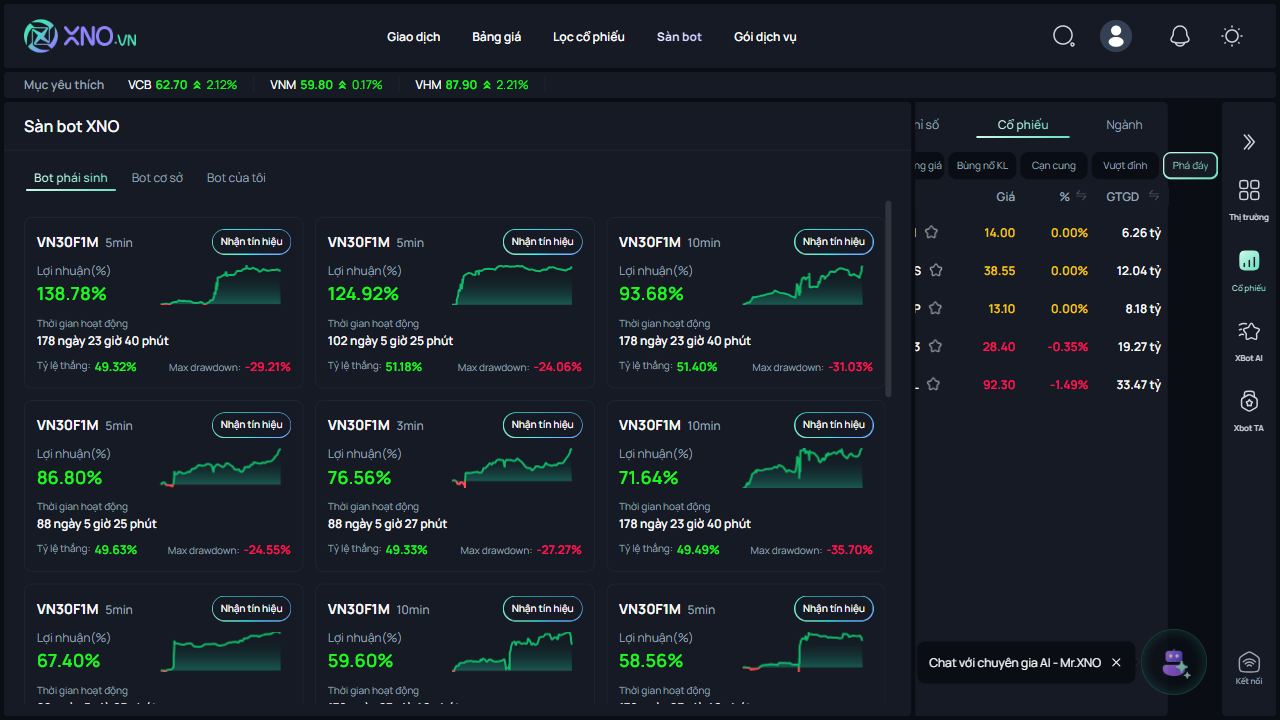 XNO.VN
Giao dịch Bảng giá Lọc cổ phiếu Sàn bot Gói dịch vụ
Mục yêu thích VCB 62.70 2.12% VNM 59.80 0.17% VHM 87.90 2.21%
Sàn bot XNO
Bot phái sinh Bot cơ sở Bot của tôi
VN30F1M 5min Nhận tín hiệu
Lợi nhuận(%)
138.78%
Thời gian hoạt động
178 ngày 23 giờ 40 phút
Tỷ lệ thắng: 49.32% Max drawdown: -29.21%
VN30F1M 5min Nhận tín hiệu
Lợi nhuận(%)
124.92%
Thời gian hoạt động
102 ngày 5 giờ 25 phút
Tỷ lệ thắng: 51.18% Max drawdown: -24.06%
VN30F1M 10min Nhận tín hiệu
Lợi nhuận(%)
93.68%
Thời gian hoạt động
178 ngày 23 giờ 40 phút
Tỷ lệ thắng: 51.40% Max drawdown: -31.03%
VN30F1M 5min Nhận tín hiệu
Lợi nhuận(%)
86.80%
Thời gian hoạt động
88 ngày 5 giờ 25 phút
Tỷ lệ thắng: 49.63% Max drawdown: -24.55%
VN30F1M 3min Nhận tín hiệu
Lợi nhuận(%)
76.56%
Thời gian hoạt động
88 ngày 5 giờ 27 phút
Tỷ lệ thắng: 49.33% Max drawdown: -27.27%
VN30F1M 10min Nhận tín hiệu
Lợi nhuận(%)
71.64%
Thời gian hoạt động
178 ngày 23 giờ 40 phút
Tỷ lệ thắng: 49.49% Max drawdown: -35.70%
VN30F1M 5min Nhận tín hiệu
Lợi nhuận(%)
67.40%
Thời gian hoạt động
VN30F1M 10min Nhận tín hiệu
Lợi nhuận(%)
59.60%
Thời gian hoạt động
VN30F1M 5min Nhận tín hiệu
Lợi nhuận(%)
58.56%
Thời gian hoạt động
số Cổ phiếu Ngành
giá Bùng nổ KL Cạn cung Vượt đỉnh Phá đáy
Giá % GTGD
14.00 0.00% 6.26 tỷ
S 38.55 0.00% 12.04 tỷ
P 13.10 0.00% 8.18 tỷ
3 28.40 -0.35% 19.27 tỷ
92.30 -1.49% 33.47 tỷ
Chat với chuyên gia AI - Mr.XNO
Thị trường
Cổ phiếu
XBot AI
Xbot TA
Kết nối